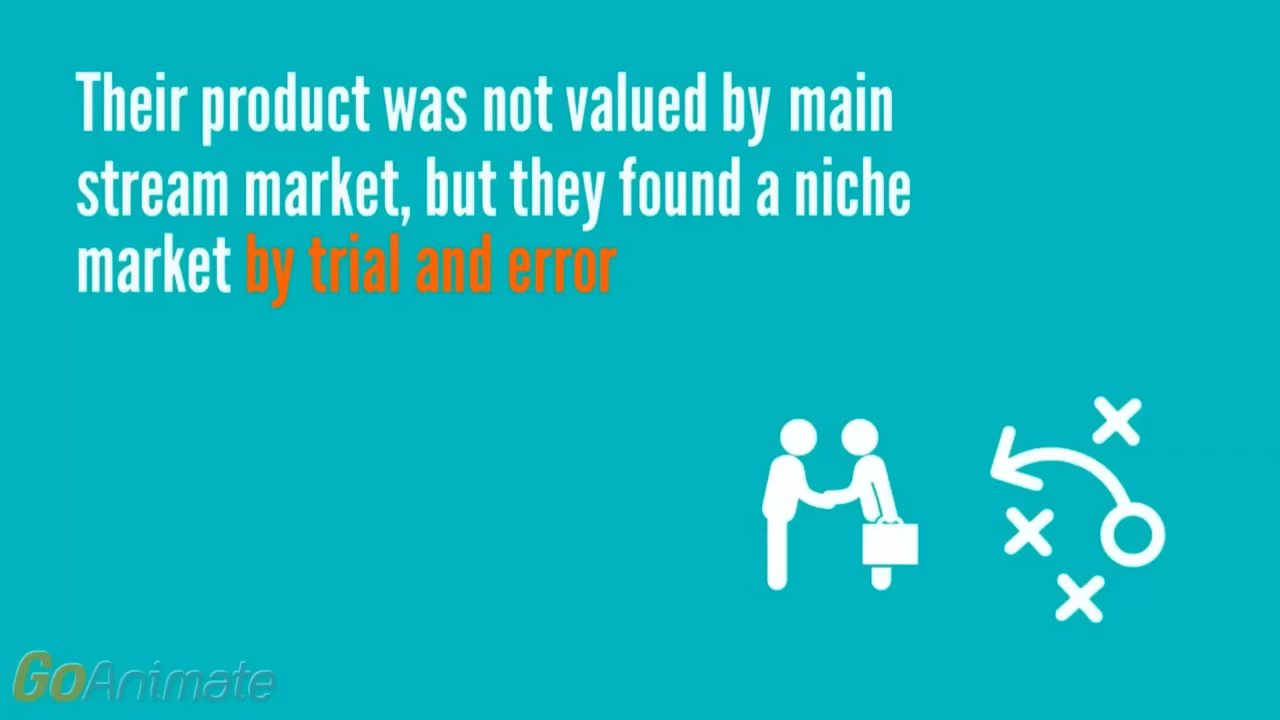 Their product was not valued by main
stream market, but they found a niche
market by trial and error
GoAnimate